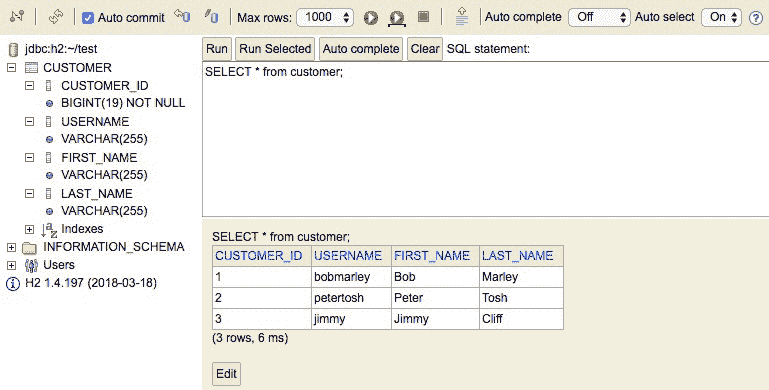 Auto commit Max rows: 1000 Auto complete Off Auto select On ?
jdbc:h2:~/test
CUSTOMER
CUSTOMER_ID
BIGINT(19) NOT NULL
USERNAME
VARCHAR(255)
FIRST_NAME
VARCHAR(255)
LAST_NAME
VARCHAR(255)
Indexes
INFORMATION_SCHEMA
Users
H2 1.4.197 (2018-03-18)
Run Run Selected Auto complete Clear SQL statement:
SELECT * from customer;
SELECT * from customer;
CUSTOMER_ID USERNAME FIRST_NAME LAST_NAME
1 bobmarley Bob Marley
2 petertosh Peter Tosh
3 jimmy Jimmy Cliff
(3 rows, 6 ms)
Edit